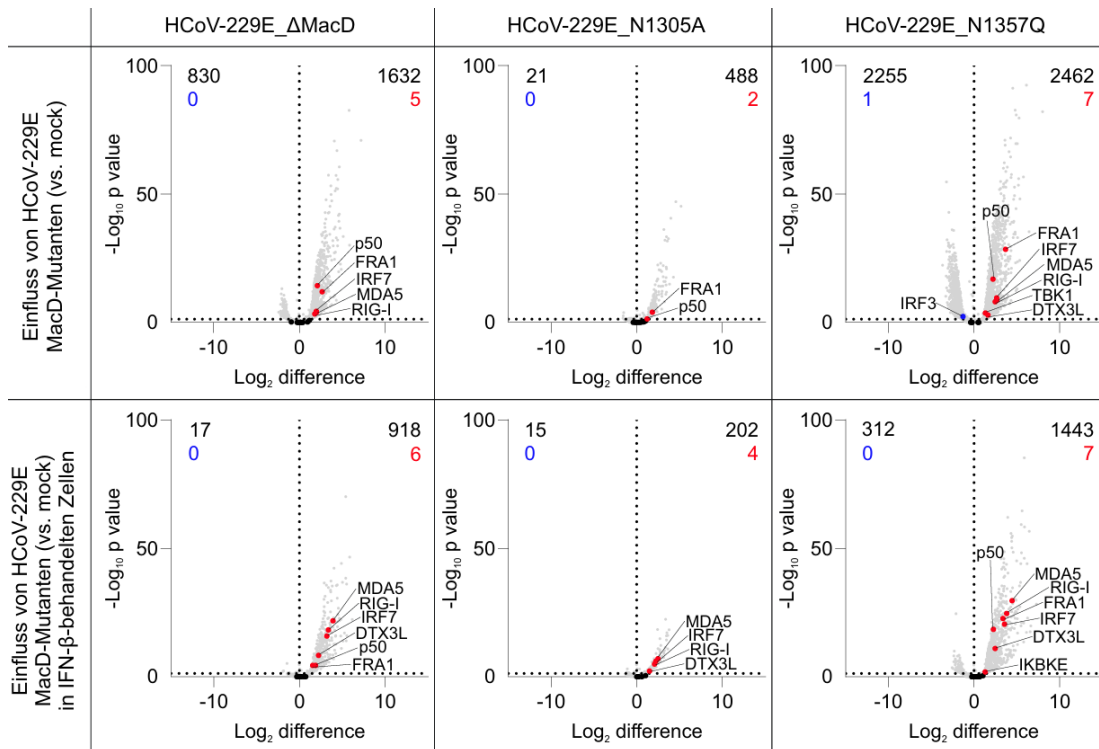 HCoV-229E_ΔMacD
HCoV-229E_N1305A
HCoV-229E_N1357Q
Einfluss von HCoV-229E
MacD-Mutanten (vs. mock)
100
830
1632
0
5
-Log₁₀ p value
50
p50
FRA1
IRF7
MDA5
RIG-I
0
-10
0
10
Log₂ difference
100
21
488
0
2
-Log₁₀ p value
50
FRA1
p50
0
-10
0
10
Log₂ difference
100
2255
2462
1
7
-Log₁₀ p value
50
p50
FRA1
IRF7
MDA5
RIG-I
TBK1
IRF3
DTX3L
0
-10
0
10
Log₂ difference
Einfluss von HCoV-229E
MacD-Mutanten (vs. mock)
in IFN-β-behandelten Zellen
100
17
918
0
6
-Log₁₀ p value
50
MDA5
RIG-I
IRF7
DTX3L
p50
FRA1
0
-10
0
10
Log₂ difference
100
15
202
0
4
-Log₁₀ p value
50
MDA5
IRF7
RIG-I
DTX3L
0
-10
0
10
Log₂ difference
100
312
1443
0
7
-Log₁₀ p value
50
p50
MDA5
RIG-I
FRA1
IRF7
DTX3L
IKBKE
0
-10
0
10
Log₂ difference